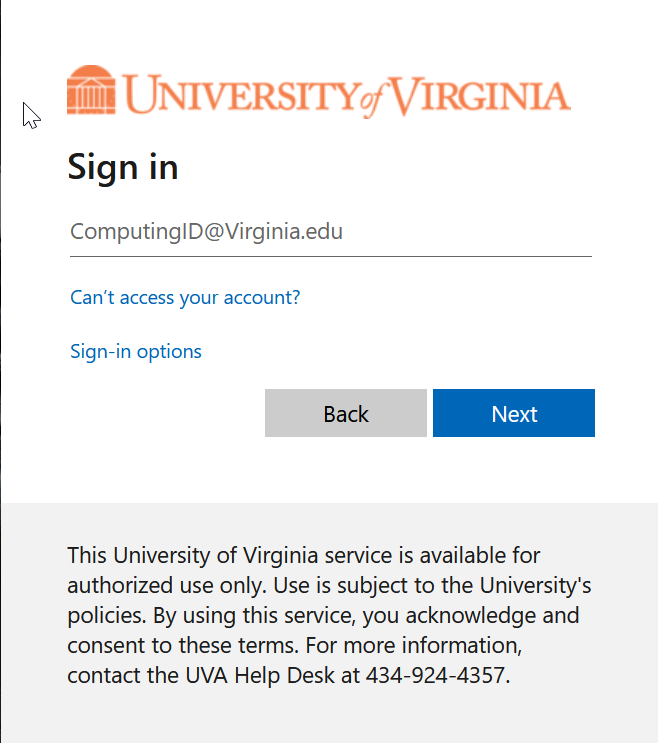 UNIVERSITY of VIRGINIA
Sign in
ComputingID@Virginia.edu
Can’t access your account?
Sign-in options
Back Next
This University of Virginia service is available for
authorized use only. Use is subject to the University's
policies. By using this service, you acknowledge and
consent to these terms. For more information,
contact the UVA Help Desk at 434-924-4357.